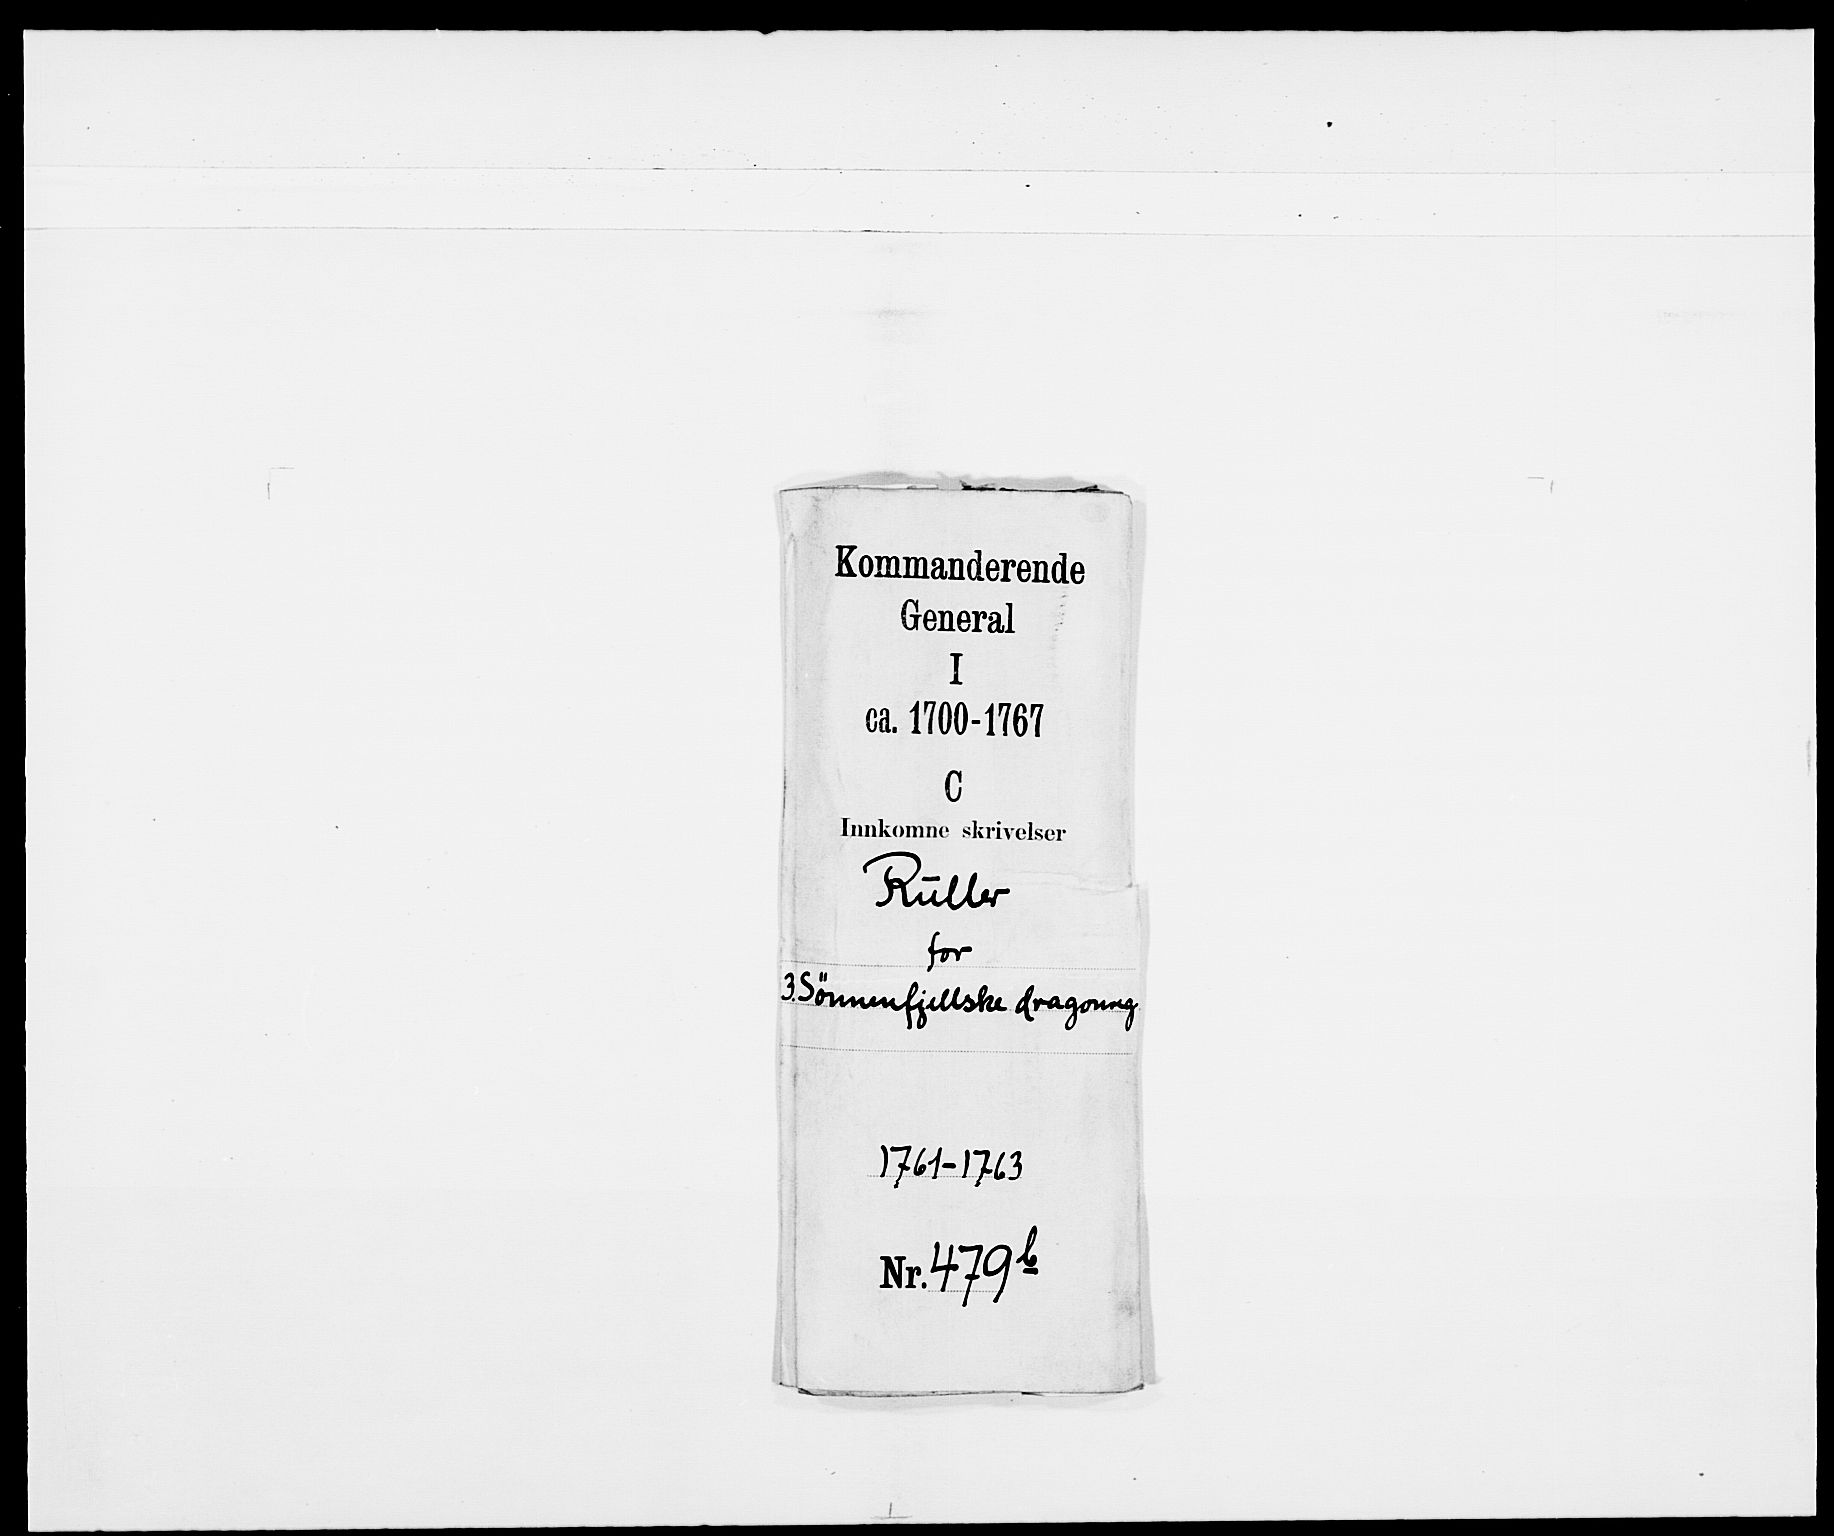 Kommanderende
General
I
ca. 1700-1767
C
Innkomne skrivelser
Ruller
for
3. Sönnenfjellske dragonreg
1761-1763
Nr. 479 b